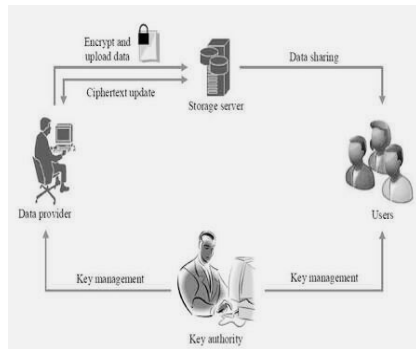 Encrypt and
upload data
Data sharing
Ciphertext update
Storage server
Data provider
Users
Key management
Key management
Key authority